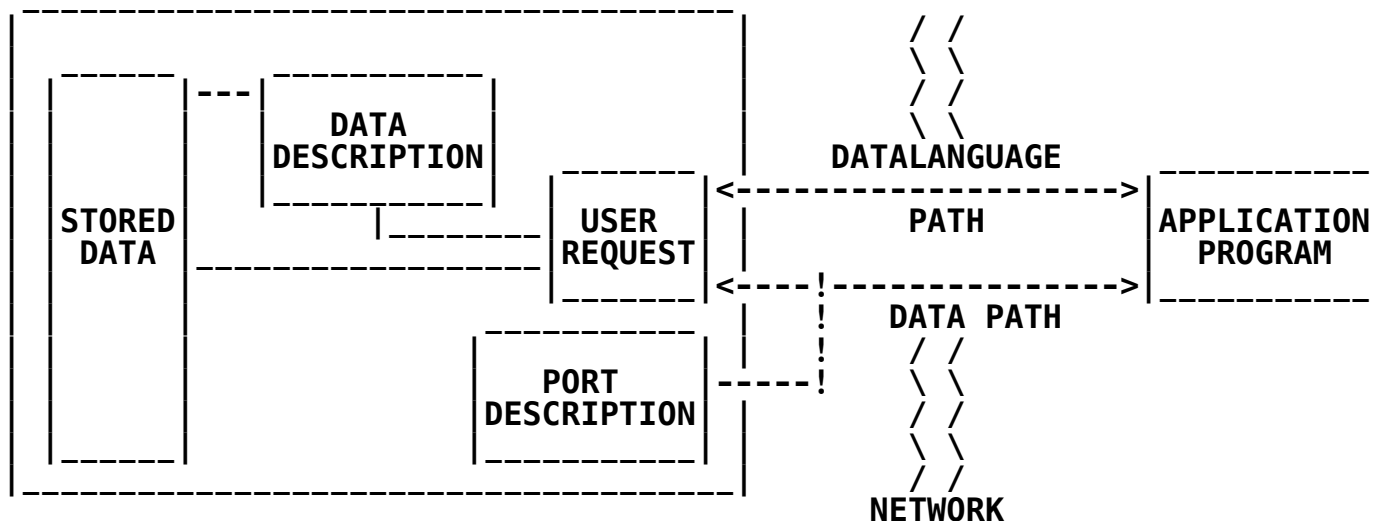 DATA
DESCRIPTION
DATALANGUAGE
PATH
STORED
DATA
USER
REQUEST
APPLICATION
PROGRAM
DATA PATH
PORT
DESCRIPTION
NETWORK